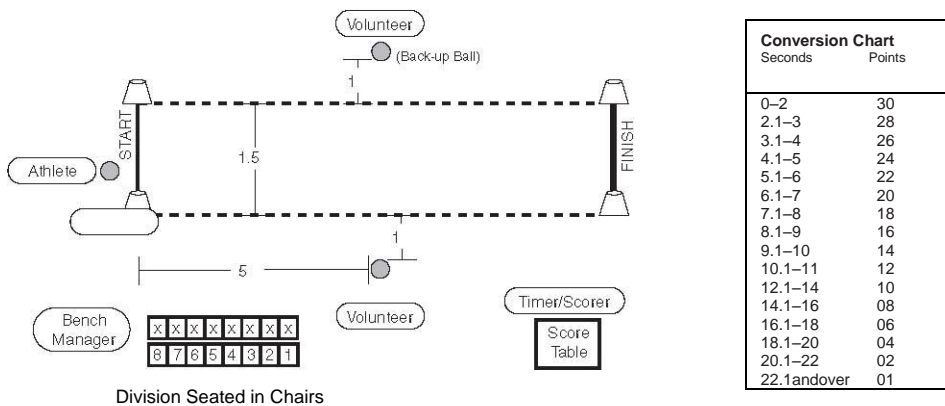 Volunteer
(Back-up Ball)
1
START
1.5
FINISH
Athlete
1
5
Volunteer
Timer/Scorer
Score
Table
Bench
Manager
x x x x x x x x
8 7 6 5 4 3 2 1
Division Seated in Chairs
Conversion Chart
Seconds Points
0–2 30
2.1–3 28
3.1–4 26
4.1–5 24
5.1–6 22
6.1–7 20
7.1–8 18
8.1–9 16
9.1–10 14
10.1–11 12
12.1–14 10
14.1–16 08
16.1–18 06
18.1–20 04
20.1–22 02
22.1andover 01